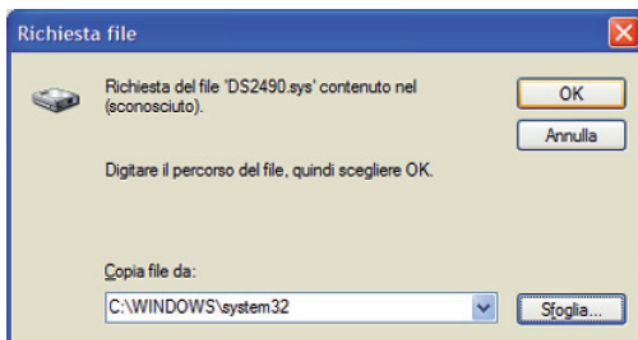 Richiesta file
Richiesta del file 'DS2490.sys' contenuto nel
(sconosciuto).
OK
Annulla
Digitare il percorso del file, quindi scegliere OK.
Copia file da:
C:\WINDOWS\system32
Sfoglia...